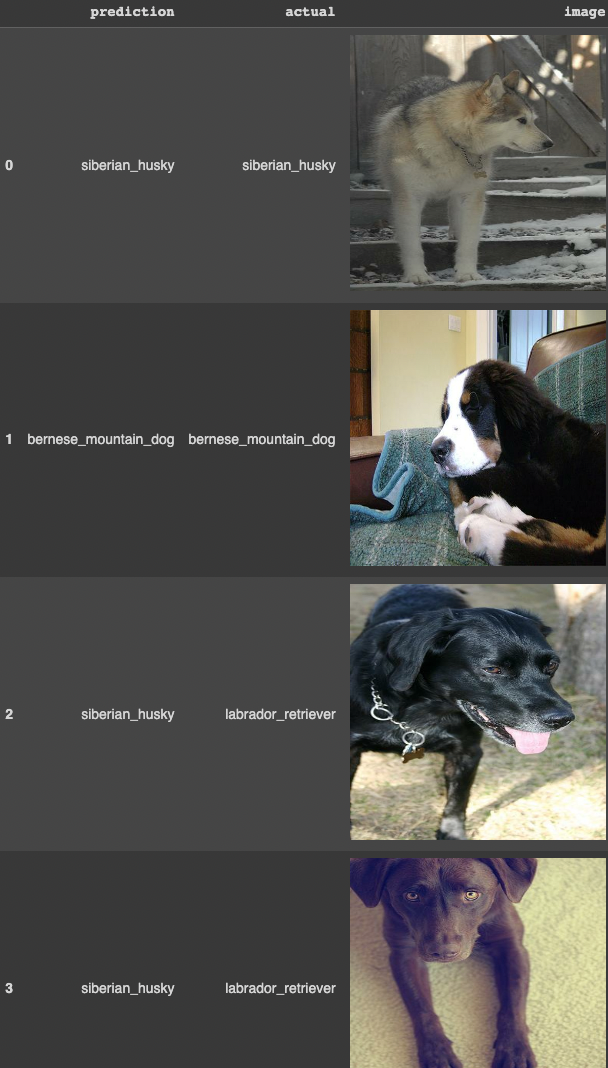 prediction actual image
0 siberian_husky siberian_husky
1 bernese_mountain_dog bernese_mountain_dog
2 siberian_husky labrador_retriever
3 siberian_husky labrador_retriever